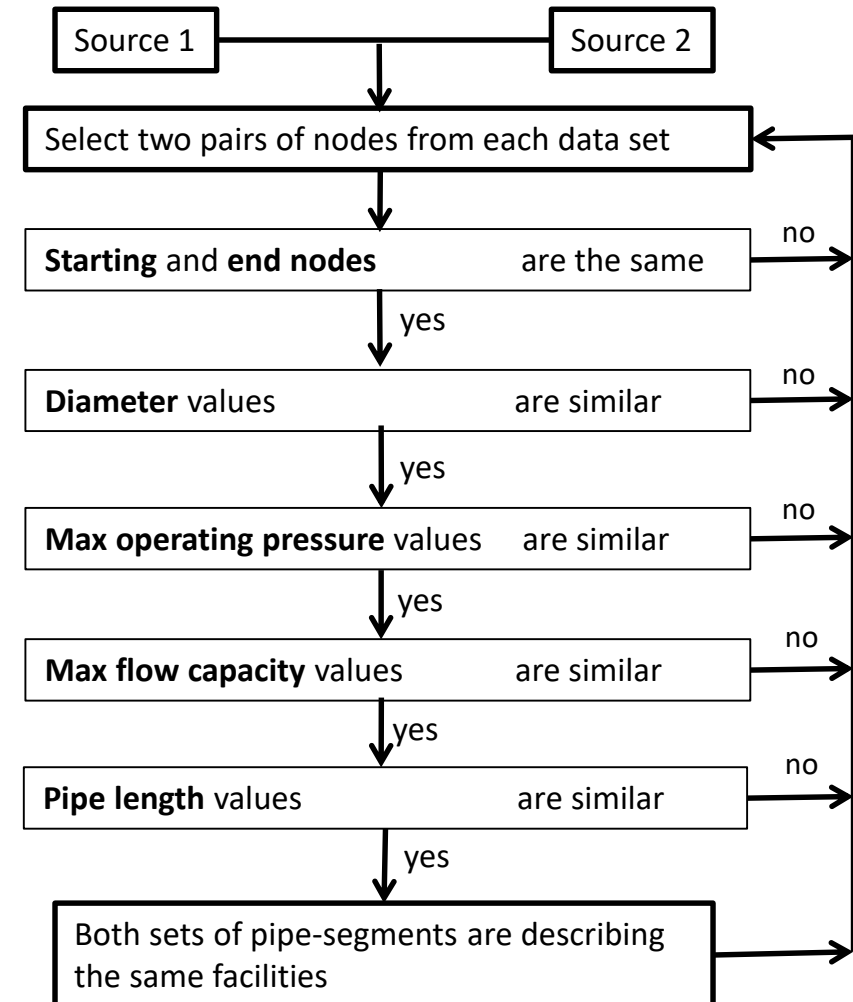 Source 1
Source 2
Select two pairs of nodes from each data set
Starting and end nodes are the same
no
yes
Diameter values are similar
no
yes
Max operating pressure values are similar
no
yes
Max flow capacity values are similar
no
yes
Pipe length values are similar
no
yes
Both sets of pipe-segments are describing
the same facilities